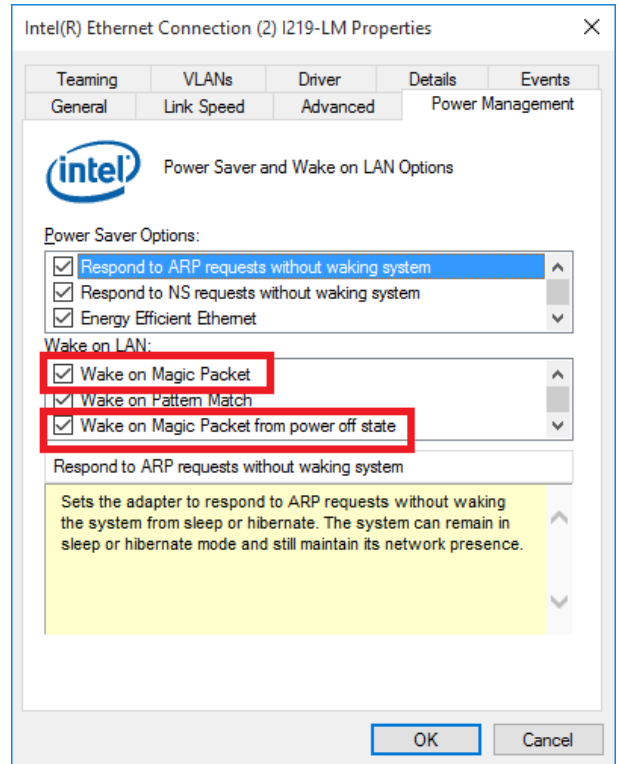 Intel(R) Ethernet Connection (2) I219-LM Properties
Teaming VLANs Driver Details Events
General Link Speed Advanced Power Management
intel Power Saver and Wake on LAN Options
Power Saver Options:
Respond to ARP requests without waking system
Respond to NS requests without waking system
Energy Efficient Ethernet
Wake on LAN:
Wake on Magic Packet
Wake on Pattern Match
Wake on Magic Packet from power off state
Respond to ARP requests without waking system
Sets the adapter to respond to ARP requests without waking
the system from sleep or hibernate. The system can remain in
sleep or hibernate mode and still maintain its network presence.
OK Cancel